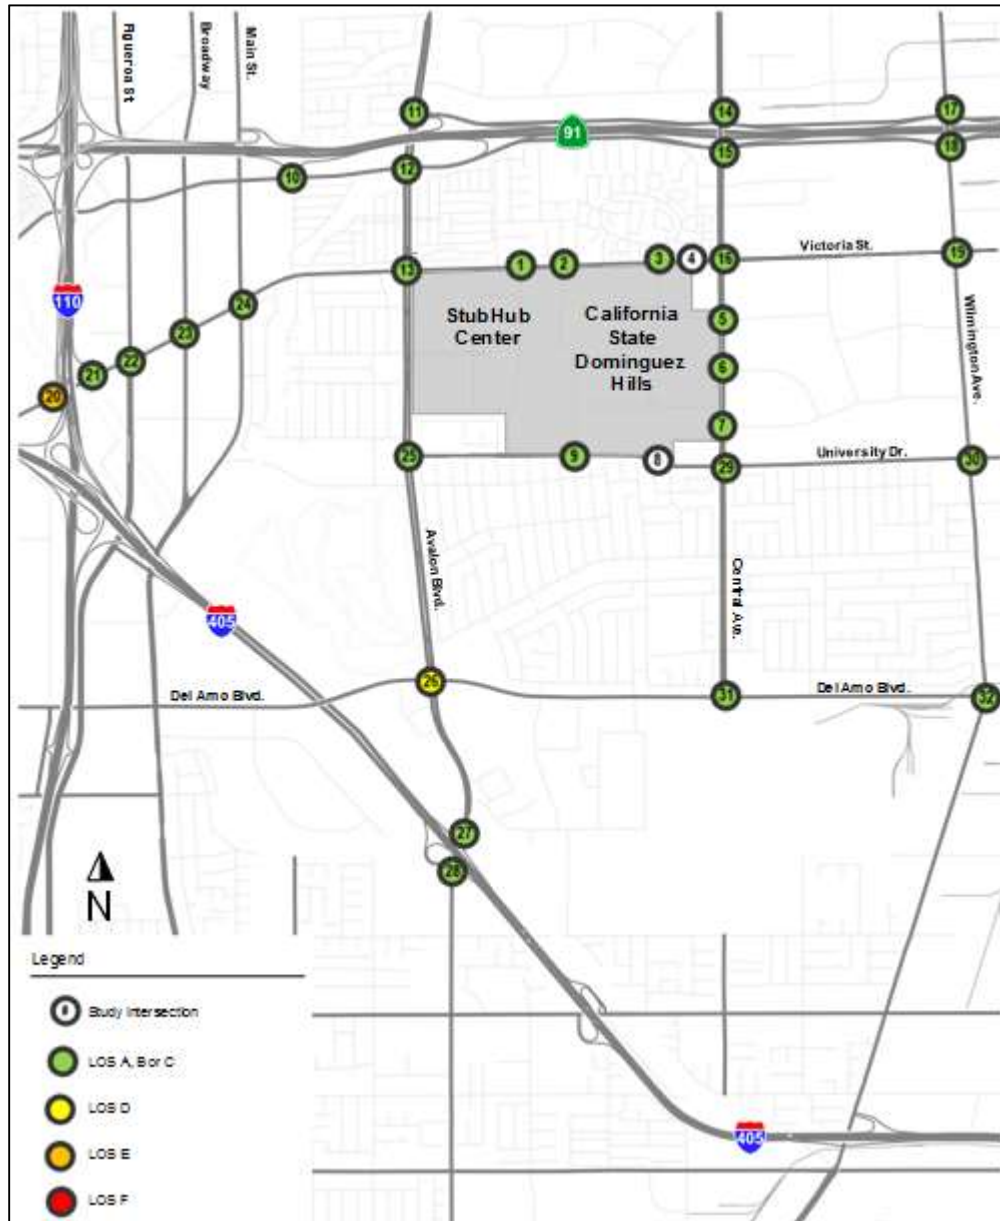 Figueroa St
Broadway
Main St.
11
14
17
91
15
18
12
10
Victoria St.
19
16
4
3
2
1
13
110
24
StubHub
Center
California
State
Dominguez
Hills
5
23
22
21
6
Wilmington Ave.
20
7
University Dr.
25
9
8
29
30
Avalon Blvd.
Central Ave.
405
26
Del Amo Blvd.
31
Del Amo Blvd.
32
27
28
N
Legend
# Study Intersection
LOS A, B or C
LOS D
LOS E
LOS F
405